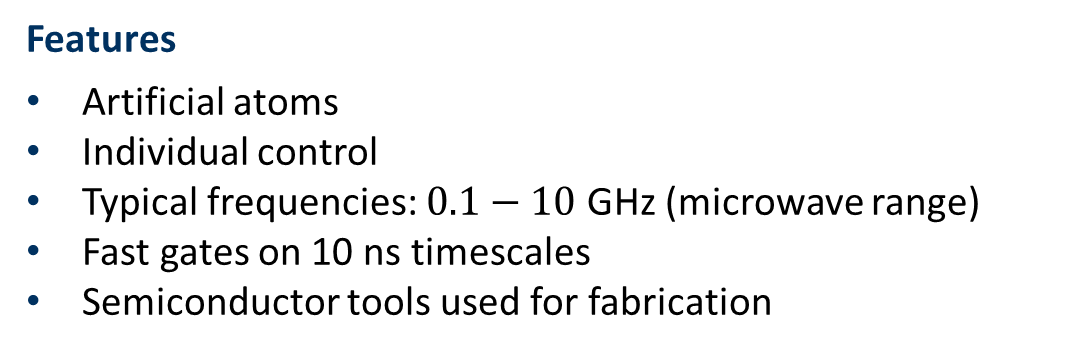 Features
• Artificial atoms
• Individual control
• Typical frequencies: 0.1 − 10 GHz (microwave range)
• Fast gates on 10 ns timescales
• Semiconductor tools used for fabrication